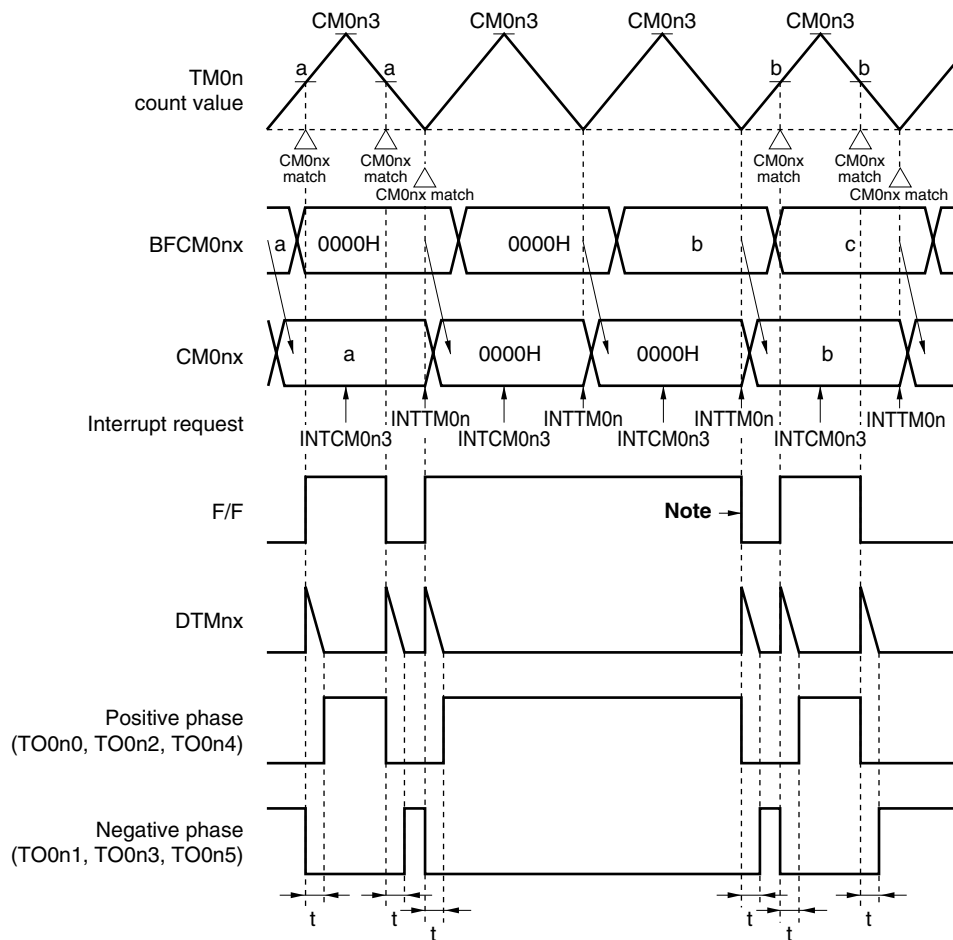 CM0n3 CM0n3 CM0n3 CM0n3
TM0n
count value
a a b b
CM0nx
match
CM0nx
match
CM0nx match
CM0nx
match
CM0nx
match
CM0nx match
BFCM0nx a 0000H 0000H b c
CM0nx a 0000H 0000H b
Interrupt request
INTTM0n INTTM0n INTTM0n INTTM0n
INTCM0n3 INTCM0n3 INTCM0n3 INTCM0n3
F/F Note
DTMnx
Positive phase
(TO0n0, TO0n2, TO0n4)
Negative phase
(TO0n1, TO0n3, TO0n5)
t t t t t t